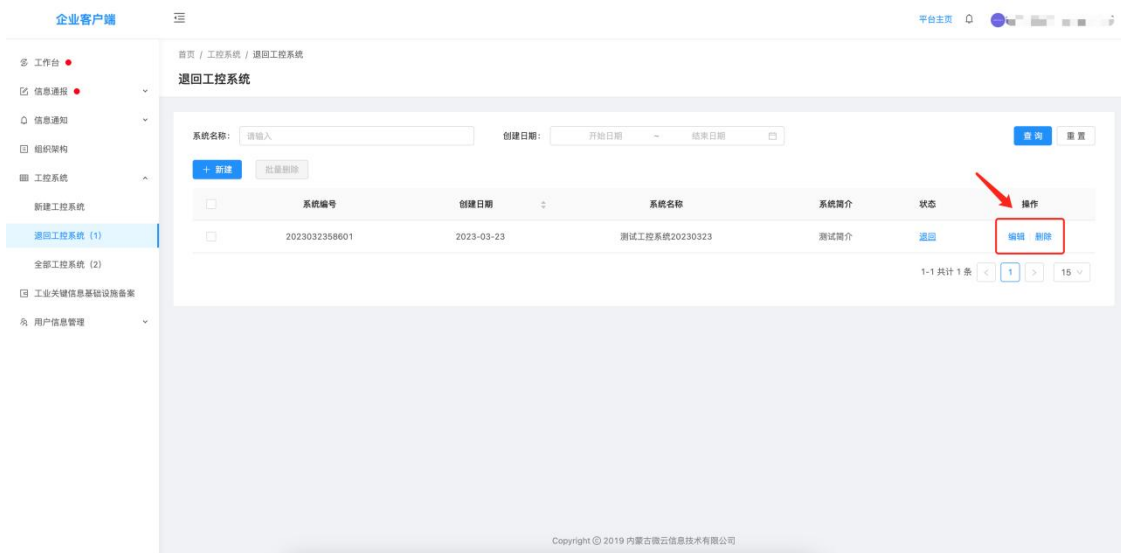 企业客户端
平台主页
工作台
信息通报
信息通知
组织架构
工控系统
新建工控系统
退回工控系统（1）
全部工控系统（2）
工业关键信息基础设施备案
用户信息管理
首页 / 工控系统 / 退回工控系统
退回工控系统
系统名称： 请输入 创建日期： 开始日期 ~ 结束日期 查 询 重 置
+ 新建 批量删除
系统编号 创建日期 系统名称 系统简介 状态 操作
2023032358601 2023-03-23 测试工控系统20230323 测试简介 退回 编辑 删除
1-1 共计 1 条 < 1 > 15
Copyright © 2019 内蒙古微云信息技术有限公司